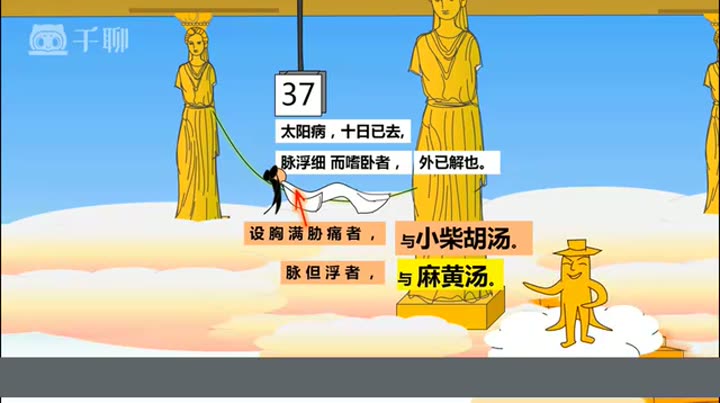 千聊
37
太阳病，十日已去，
脉浮细 而嗜卧者， 外已解也。
设胸满胁痛者， 与小柴胡汤。
脉但浮者， 与 麻黄汤。